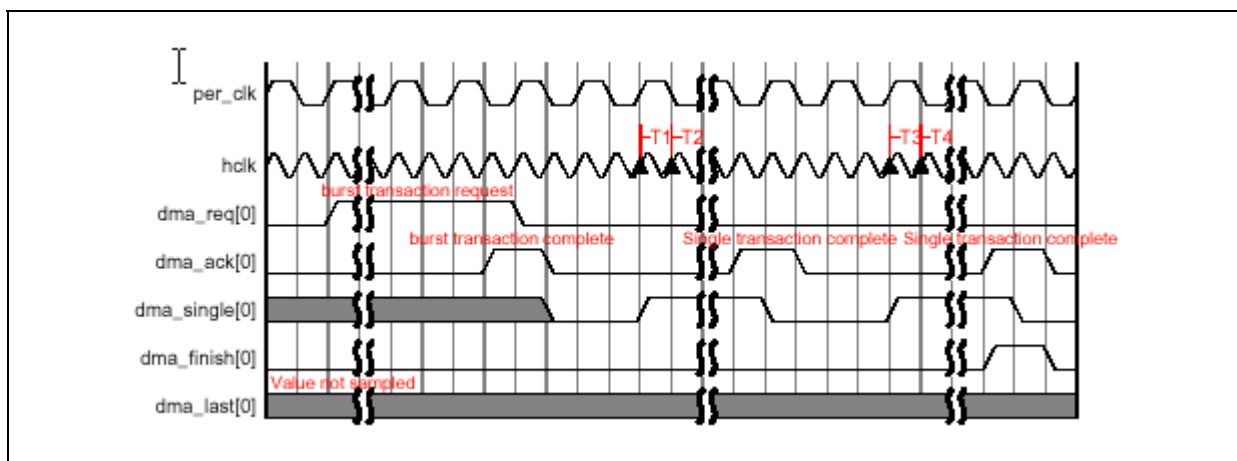 per_clk
T1 T2 T3 T4
hclk
burst transaction request
dma_req[0]
burst transaction complete Single transaction complete Single transaction complete
dma_ack[0]
dma_single[0]
dma_finish[0]
Value not sampled
dma_last[0]